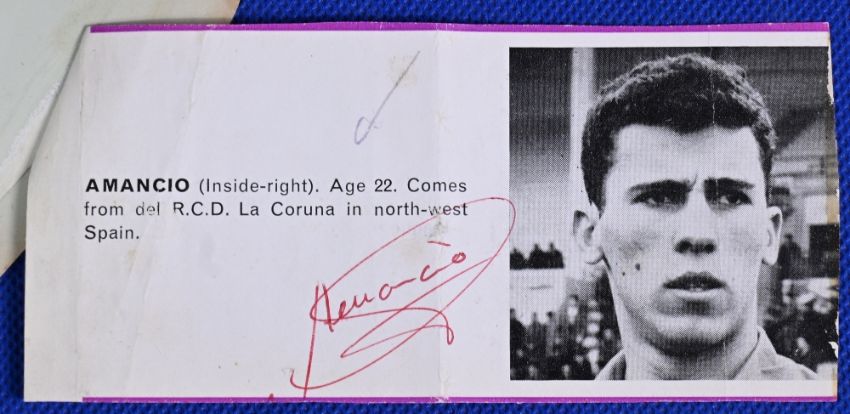 AMANCIO (Inside-right). Age 22. Comes
from del R.C.D. La Coruna in north-west
Spain.
Amancio